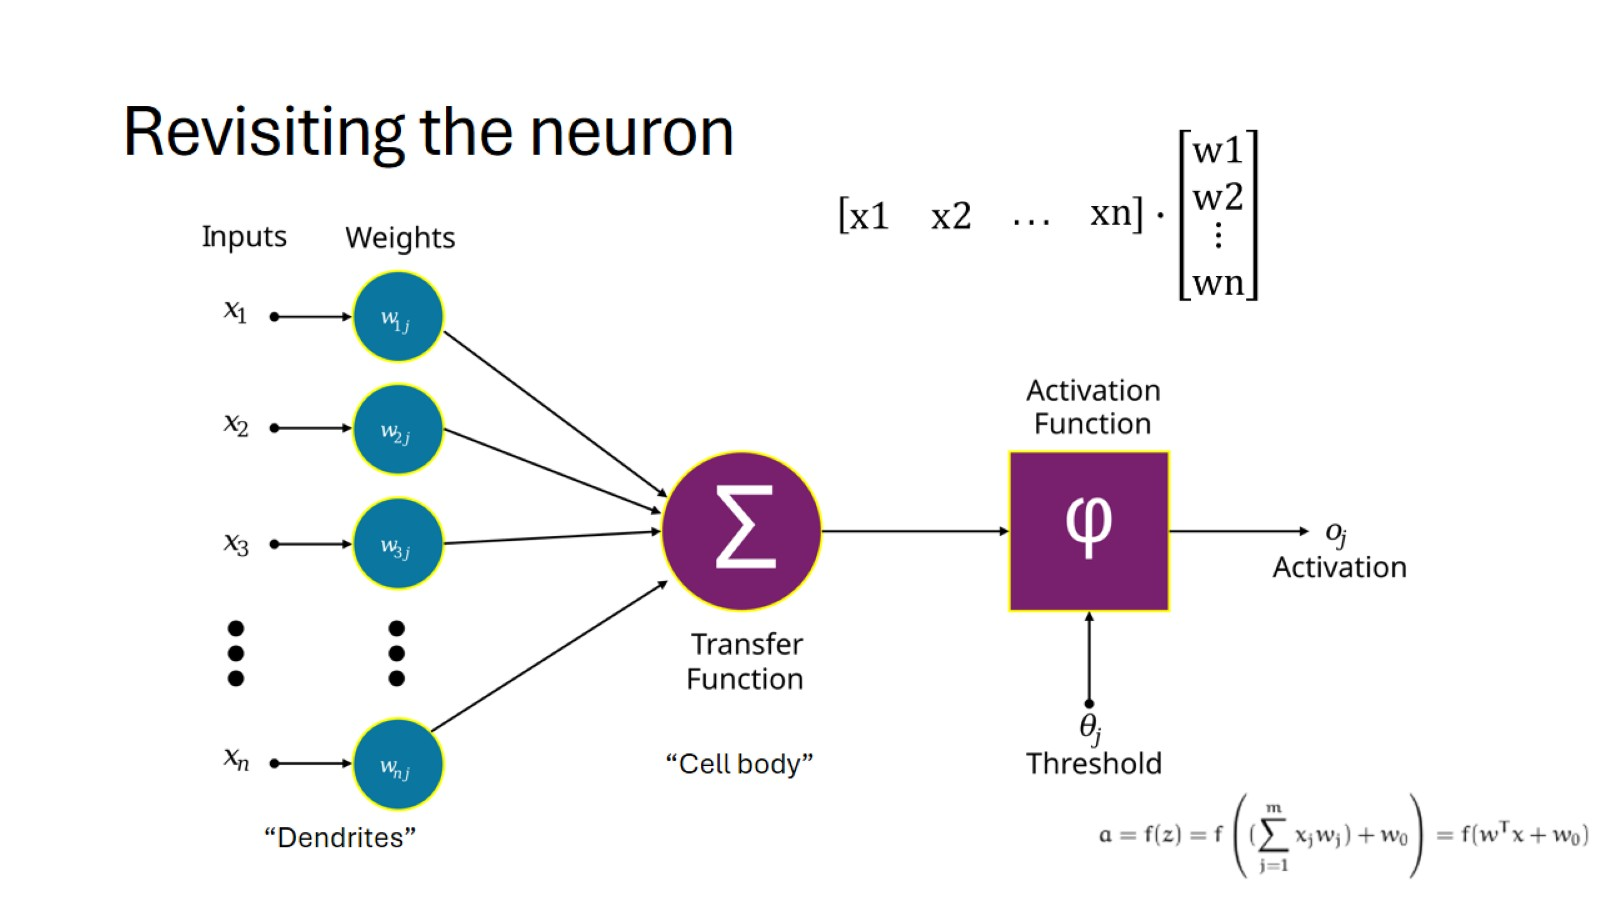 Revisiting the neuron
[x1 x2 … xn] · [w1 w2 ⋮ wn]
Inputs Weights
x₁ w₁ⱼ
x₂ w₂ⱼ
x₃ w₃ⱼ
xₙ wₙⱼ
“Dendrites”
Σ
Transfer
Function
“Cell body”
Activation
Function
φ
oⱼ
Activation
θⱼ
Threshold
a = f(z) = f((∑_{j=1}^{m} xⱼwⱼ) + w₀) = f(wᵀx + w₀)